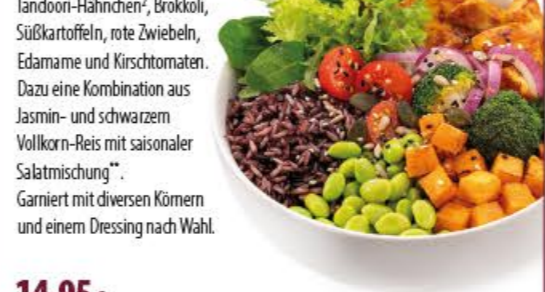 Tandoori-Hähnchen², Brokkoli,
Süßkartoffeln, rote Zwiebeln,
Edamame und Kirschtomaten.
Dazu eine Kombination aus
Jasmin- und schwarzem
Vollkorn-Reis mit saisonaler
Salatmischung**.
Garniert mit diversen Körnern
und einem Dressing nach Wahl.